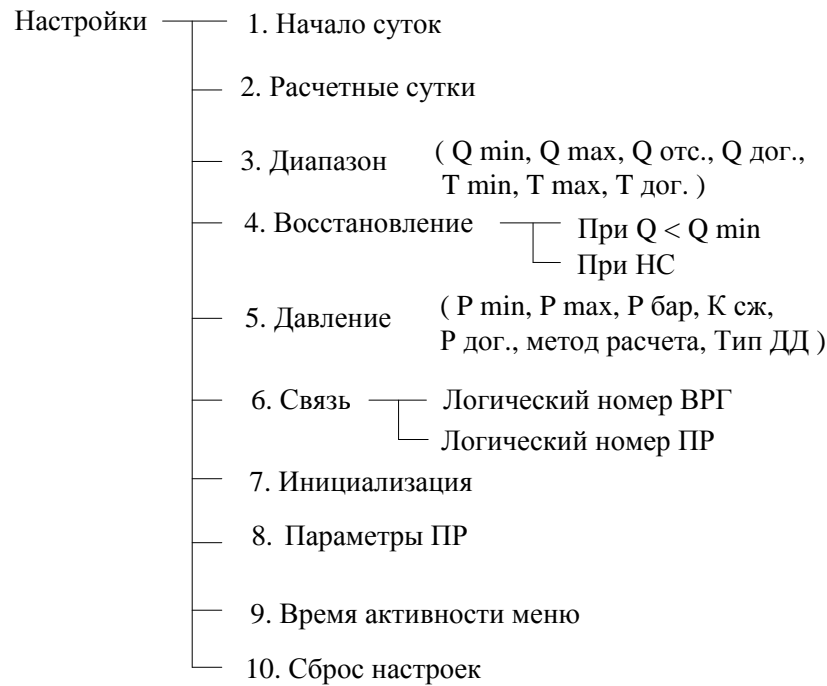 Настройки
1. Начало суток
2. Расчетные сутки
3. Диапазон ( Q min, Q max, Q отс., Q дог.,
T min, T max, T дог. )
4. Восстановление При Q < Q min
При НС
5. Давление ( P min, P max, P бар, К сж,
P дог., метод расчета, Тип ДД )
6. Связь Логический номер ВРГ
Логический номер ПР
7. Инициализация
8. Параметры ПР
9. Время активности меню
10. Сброс настроек